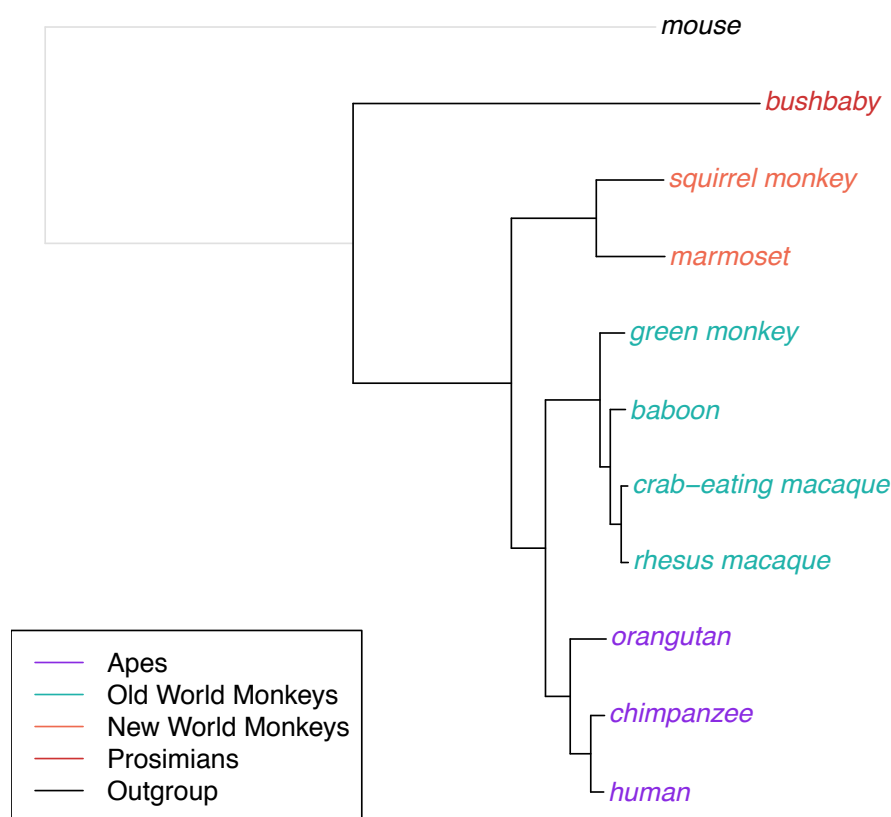 mouse
bushbaby
squirrel monkey
marmoset
green monkey
baboon
crab−eating macaque
rhesus macaque
orangutan
chimpanzee
human
Apes
Old World Monkeys
New World Monkeys
Prosimians
Outgroup